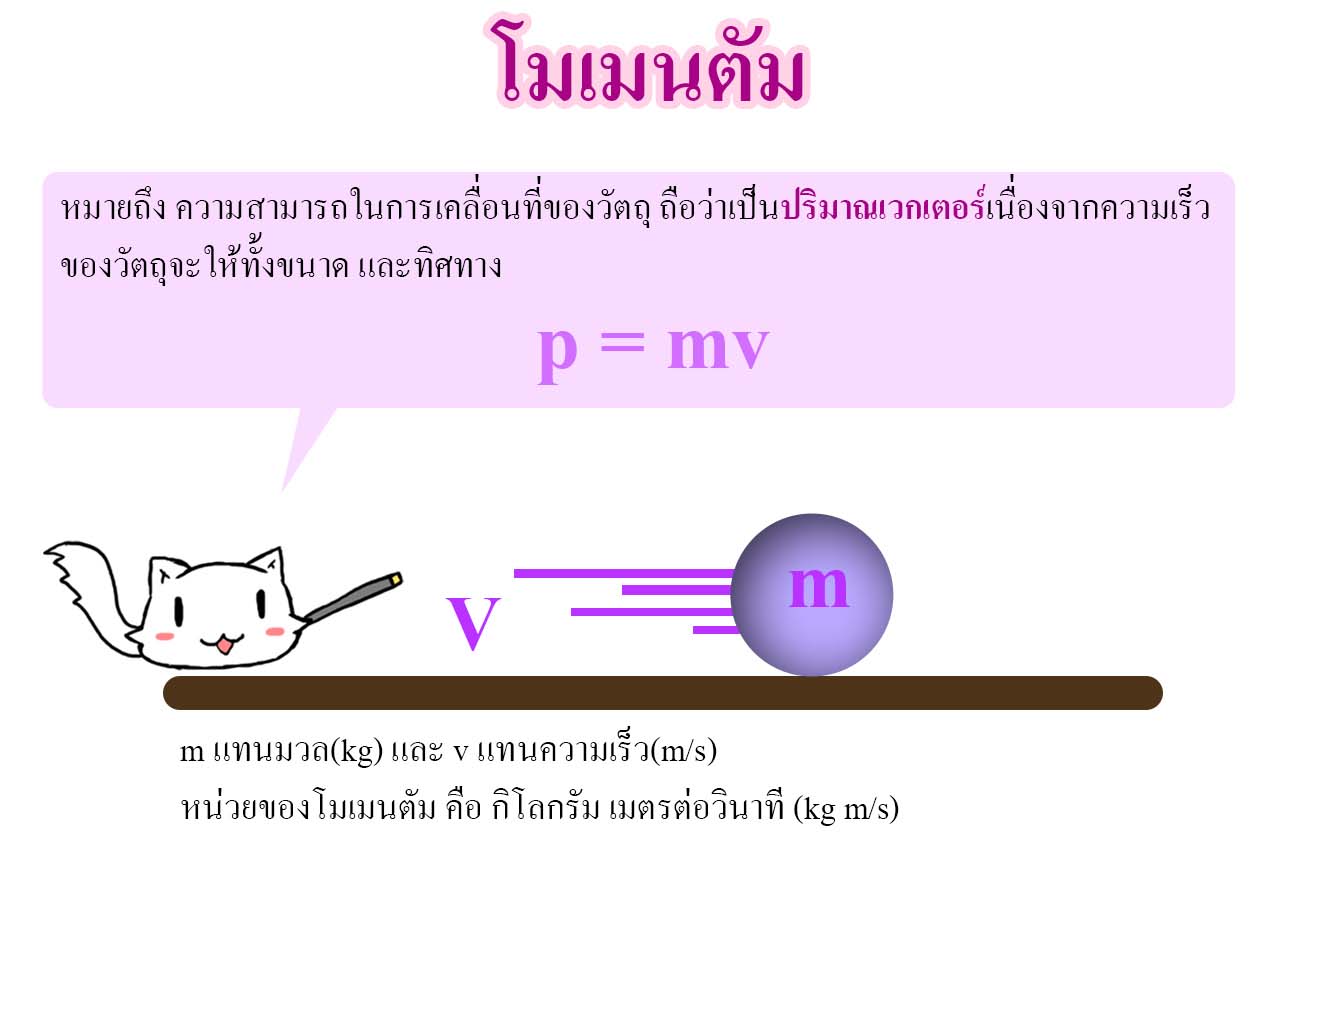 โมเมนตัม
หมายถึง ความสามารถในการเคลื่อนที่ของวัตถุ ถือว่าเป็นปริมาณเวกเตอร์เนื่องจากความเร็ว
ของวัตถุจะให้ทั้งขนาด และทิศทาง
p = mv
m
v
m แทนมวล(kg) และ v แทนความเร็ว(m/s)
หน่วยของโมเมนตัม คือ กิโลกรัม เมตรต่อวินาที (kg m/s)